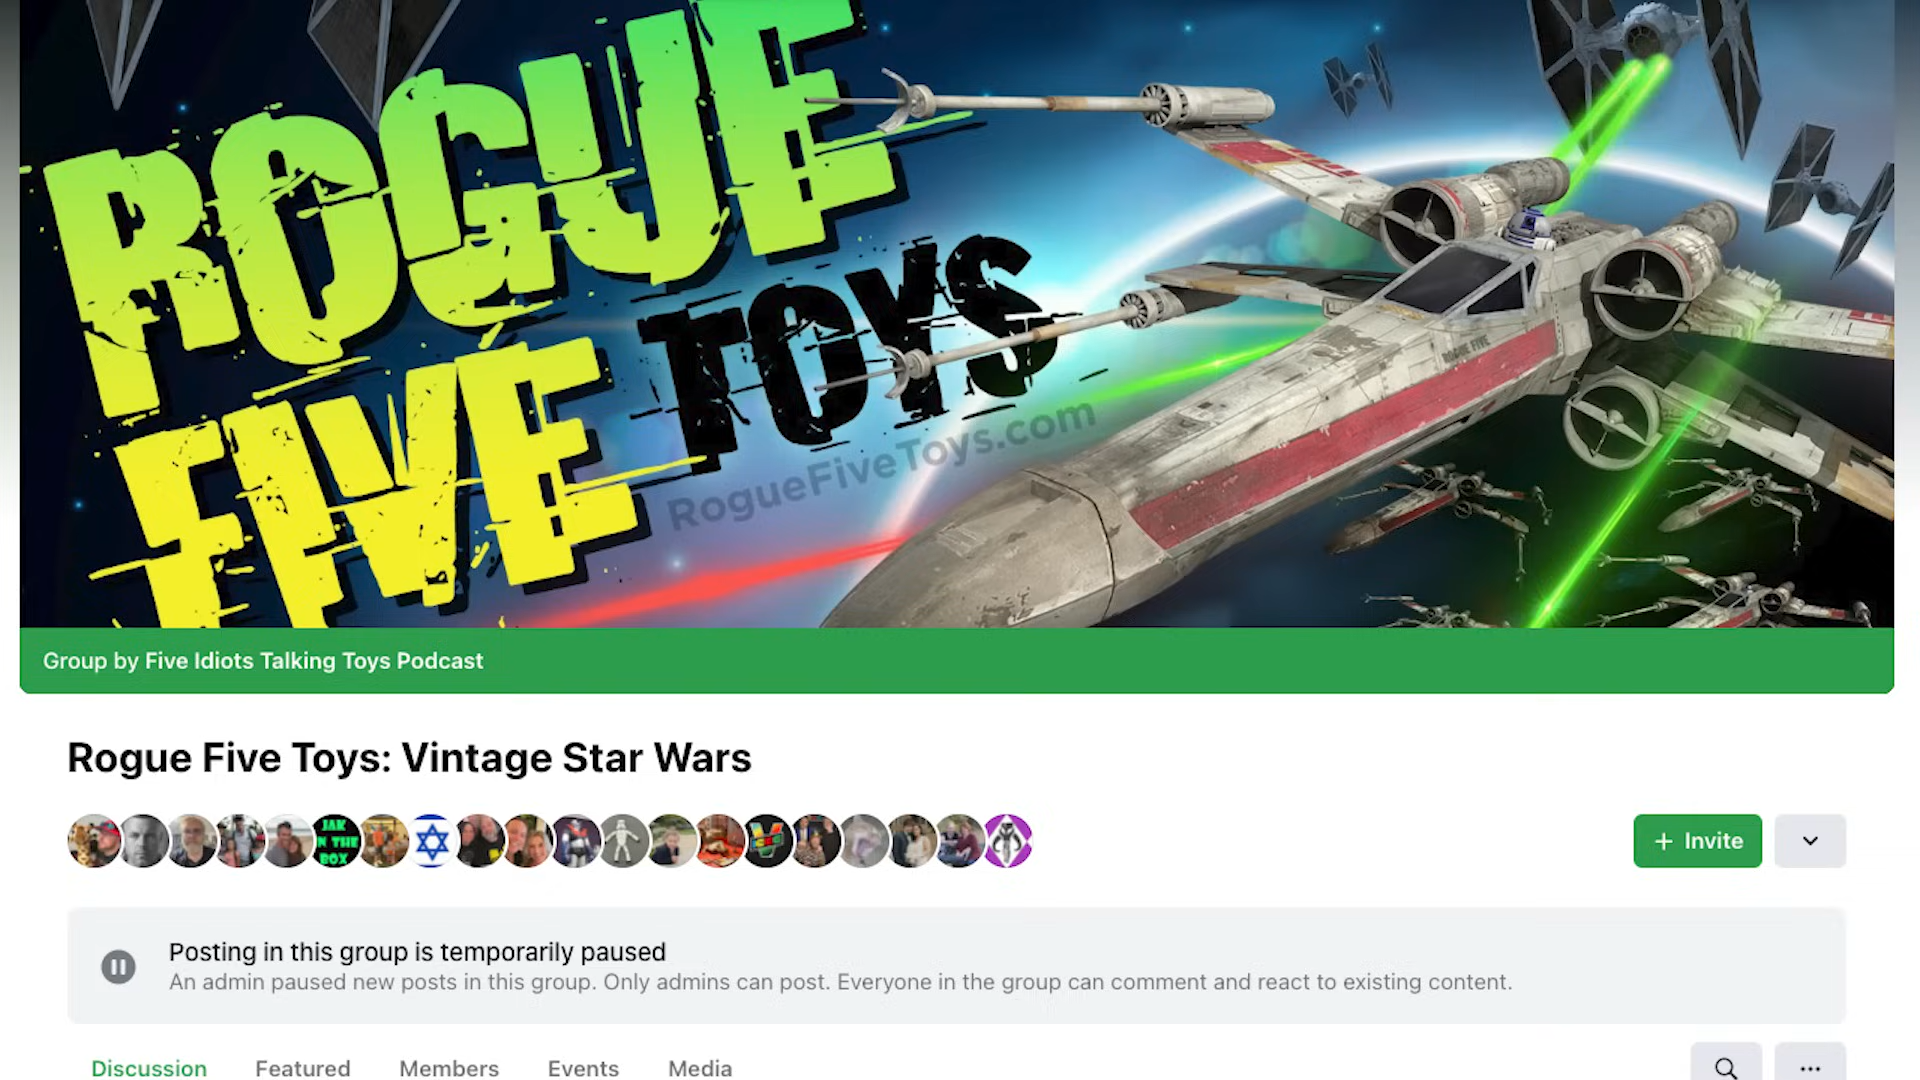 ROGUE
FIVE TOYS
RogueFiveToys.com
ROGUE FIVE
Group by Five Idiots Talking Toys Podcast
Rogue Five Toys: Vintage Star Wars
JAK
N THE
BOX
+ Invite
Posting in this group is temporarily paused
An admin paused new posts in this group. Only admins can post. Everyone in the group can comment and react to existing content.
Discussion Featured Members Events Media